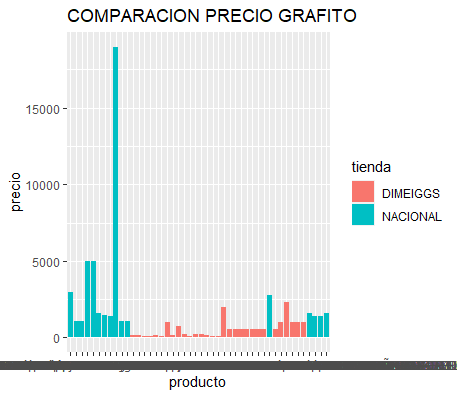 COMPARACION PRECIO GRAFITO
15000
10000
5000
0
precio
producto
tienda
DIMEIGGS
NACIONAL